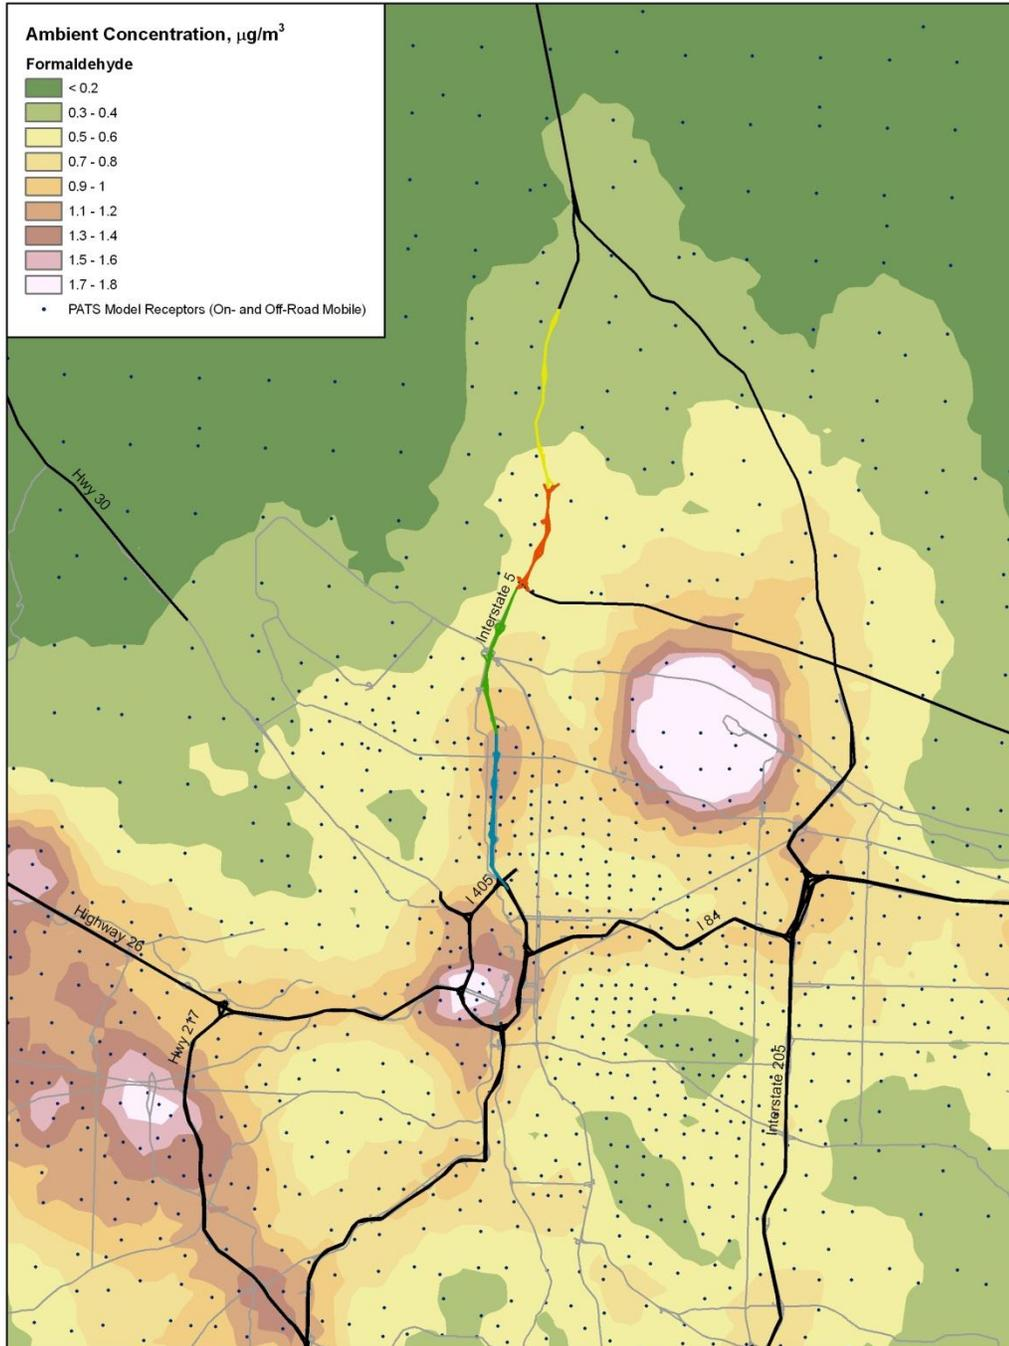 Ambient Concentration, µg/m³
Formaldehyde
< 0.2
0.3 - 0.4
0.5 - 0.6
0.7 - 0.8
0.9 - 1
1.1 - 1.2
1.3 - 1.4
1.5 - 1.6
1.7 - 1.8
PATS Model Receptors (On- and Off-Road Mobile)
Hwy 30
Interstate 5
I 405
I 84
Highway 26
Hwy 217
Interstate 205